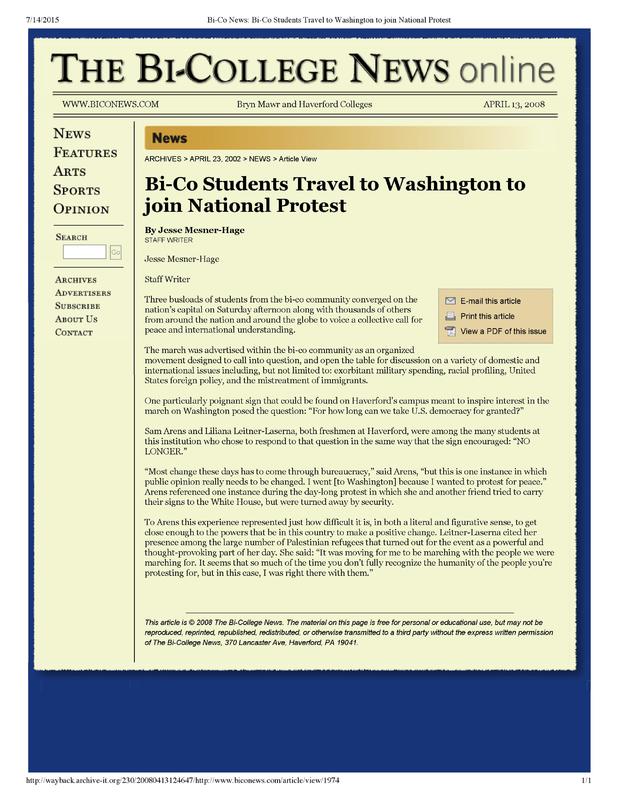 7/14/2015 Bi-Co News: Bi-Co Students Travel to Washington to join National Protest
THE BI-COLLEGE NEWS online
WWW.BICONEWS.COM Bryn Mawr and Haverford Colleges APRIL 13, 2008
NEWS
FEATURES
ARTS
SPORTS
OPINION
SEARCH
Go
ARCHIVES
ADVERTISERS
SUBSCRIBE
ABOUT US
CONTACT
News
ARCHIVES > APRIL 23, 2002 > NEWS > Article View
Bi-Co Students Travel to Washington to
join National Protest
By Jesse Mesner-Hage
STAFF WRITER
Jesse Mesner-Hage
Staff Writer
E-mail this article
Print this article
View a PDF of this issue
Three busloads of students from the bi-co community converged on the
nation's capital on Saturday afternoon along with thousands of others
from around the nation and around the globe to voice a collective call for
peace and international understanding.
The march was advertised within the bi-co community as an organized
movement designed to call into question, and open the table for discussion on a variety of domestic and
international issues including, but not limited to: exorbitant military spending, racial profiling, United
States foreign policy, and the mistreatment of immigrants.
One particularly poignant sign that could be found on Haverford's campus meant to inspire interest in the
march on Washington posed the question: "For how long can we take U.S. democracy for granted?"
Sam Arens and Liliana Leitner-Laserna, both freshmen at Haverford, were among the many students at
this institution who chose to respond to that question in the same way that the sign encouraged: "NO
LONGER."
"Most change these days has to come through bureaucracy," said Arens, "but this is one instance in which
public opinion really needs to be changed. I went [to Washington] because I wanted to protest for peace."
Arens referenced one instance during the day-long protest in which she and another friend tried to carry
their signs to the White House, but were turned away by security.
To Arens this experience represented just how difficult it is, in both a literal and figurative sense, to get
close enough to the powers that be in this country to make a positive change. Leitner-Laserna cited her
presence among the large number of Palestinian refugees that turned out for the event as a powerful and
thought-provoking part of her day. She said: "It was moving for me to be marching with the people we were
marching for. It seems that so much of the time you don't fully recognize the humanity of the people you're
protesting for, but in this case, I was right there with them."
This article is © 2008 The Bi-College News. The material on this page is free for personal or educational use, but may not be
reproduced, reprinted, republished, redistributed, or otherwise transmitted to a third party without the express written permission
of The Bi-College News, 370 Lancaster Ave, Haverford, PA 19041.
http://wayback.archive-it.org/230/20080413124647/http://www.biconews.com/article/view/1974 1/1